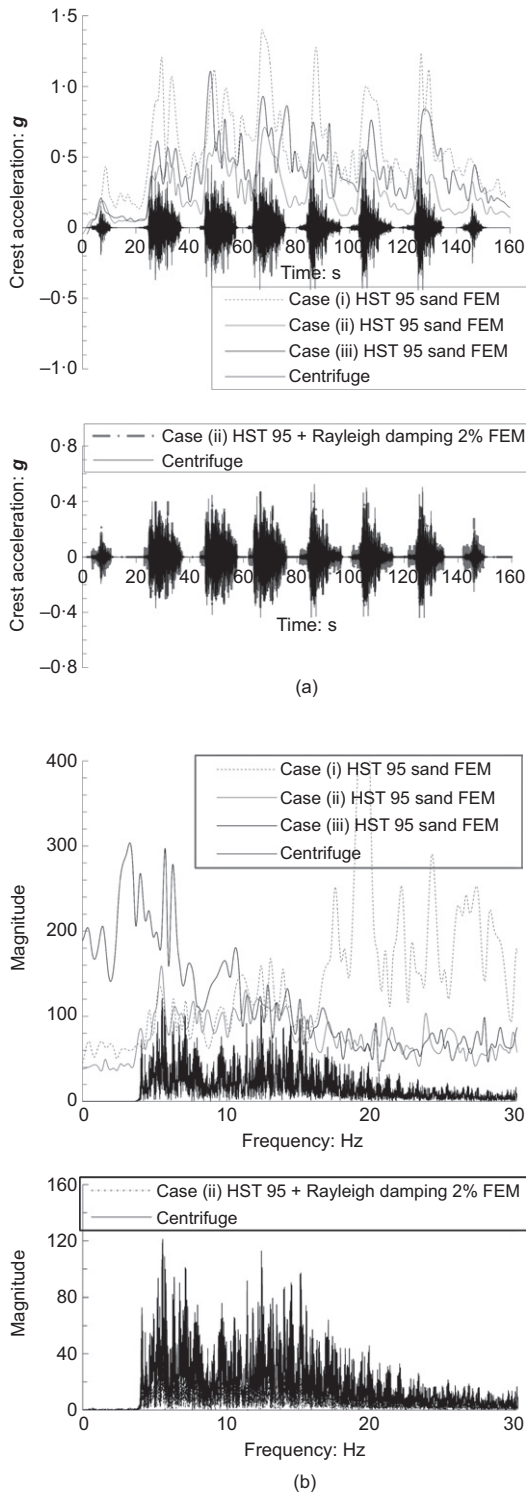 1·5
1·0
0·5
0
–0·5
–1·0
Crest acceleration: g
0 20 40 60 80 100 120 140 160
Time: s
Case (i) HST 95 sand FEM
Case (ii) HST 95 sand FEM
Case (iii) HST 95 sand FEM
Centrifuge
0·8
0·4
0
–0·4
–0·8
Crest acceleration: g
Case (ii) HST 95 + Rayleigh damping 2% FEM
Centrifuge
0 20 40 60 80 100 120 140 160
Time: s
(a)
400
300
200
100
0
Magnitude
Case (i) HST 95 sand FEM
Case (ii) HST 95 sand FEM
Case (iii) HST 95 sand FEM
Centrifuge
0 10 20 30
Frequency: Hz
160
120
80
40
0
Magnitude
Case (ii) HST 95 + Rayleigh damping 2% FEM
Centrifuge
0 10 20 30
Frequency: Hz
(b)